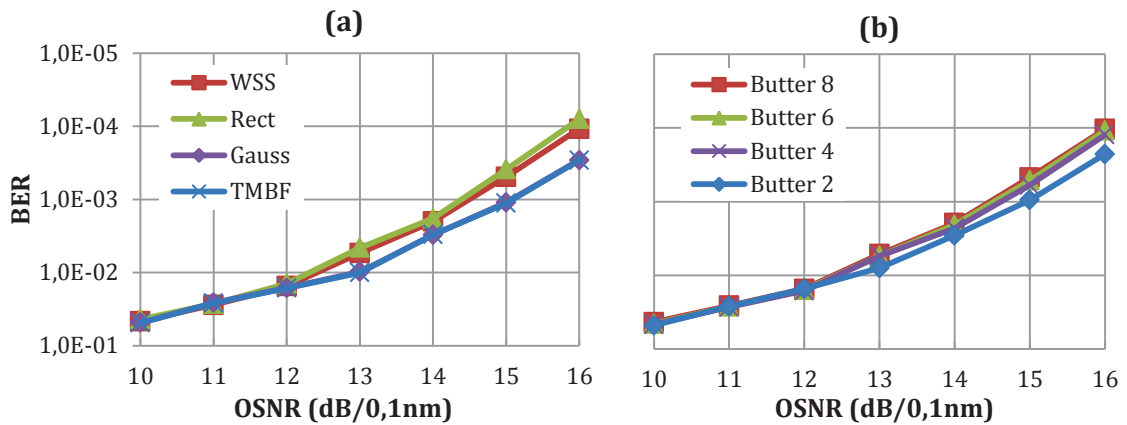 (a)
1,0E-05
1,0E-04
1,0E-03
1,0E-02
1,0E-01
BER
WSS
Rect
Gauss
TMBF
10 11 12 13 14 15 16
OSNR (dB/0,1nm)
(b)
Butter 8
Butter 6
Butter 4
Butter 2
10 11 12 13 14 15 16
OSNR (dB/0,1nm)